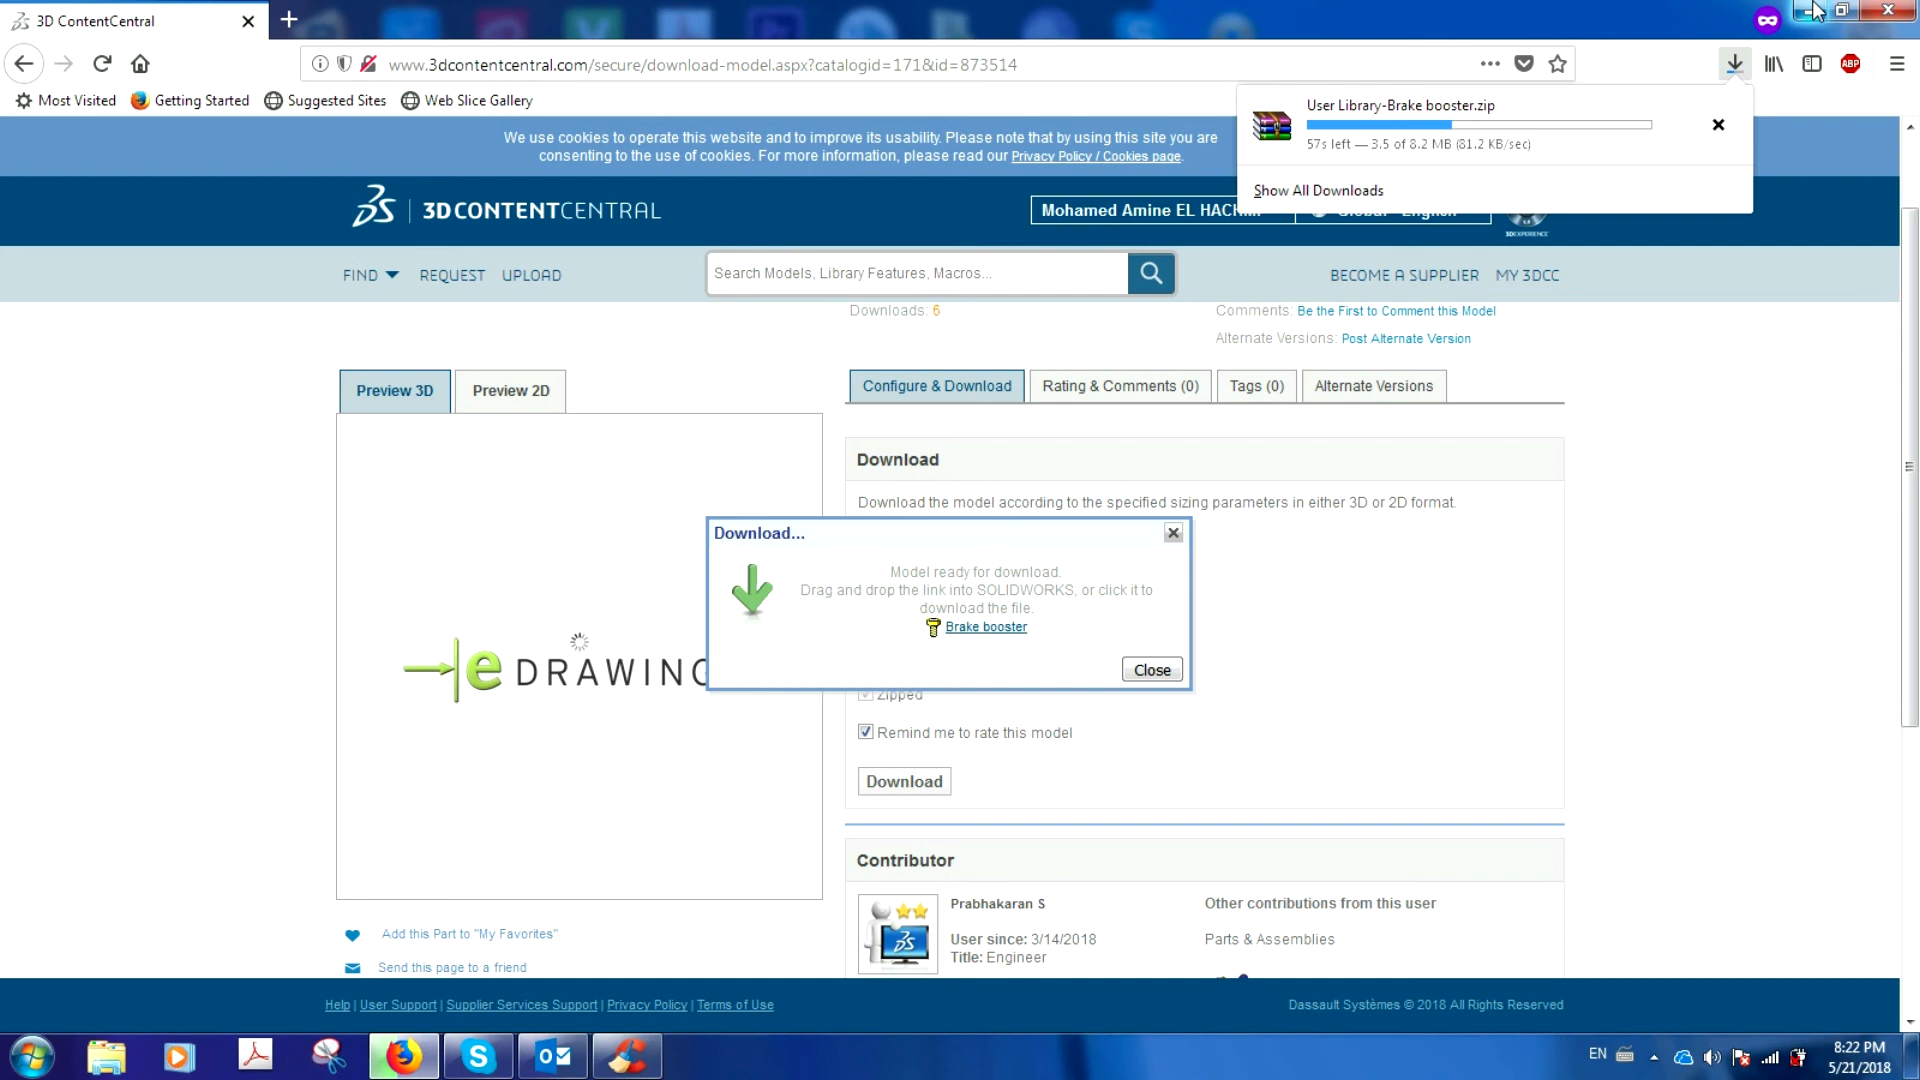 3D ContentCentral
www.3dcontentcentral.com/secure/download-model.aspx?catalogid=171&id=873514
ABP
Most Visited
Getting Started
Suggested Sites
Web Slice Gallery
User Library-Brake booster.zip
57s left — 3.5 of 8.2 MB (81.2 KB/sec)
Show All Downloads
We use cookies to operate this website and to improve its usability. Please note that by using this site you are
consenting to the use of cookies. For more information, please read our Privacy Policy / Cookies page.
3DCONTENTCENTRAL
Mohamed Amine EL HACH
Global - English
3DEXPERIENCE
FIND
REQUEST
UPLOAD
Search Models, Library Features, Macros...
BECOME A SUPPLIER
MY 3DCC
Downloads: 6
Comments: Be the First to Comment this Model
Alternate Versions: Post Alternate Version
Preview 3D
Preview 2D
Configure & Download
Rating & Comments (0)
Tags (0)
Alternate Versions
Download
Download the model according to the specified sizing parameters in either 3D or 2D format.
Download...
Model ready for download.
Drag and drop the link into SOLIDWORKS, or click it to
download the file.
Brake booster
Close
e DRAWING
Zipped
Remind me to rate this model
Download
Contributor
Prabhakaran S
User since: 3/14/2018
Title: Engineer
Other contributions from this user
Parts & Assemblies
Add this Part to "My Favorites"
Send this page to a friend
Help | User Support | Supplier Services Support | Privacy Policy | Terms of Use
Dassault Systèmes © 2018 All Rights Reserved
EN
8:22 PM
5/21/2018